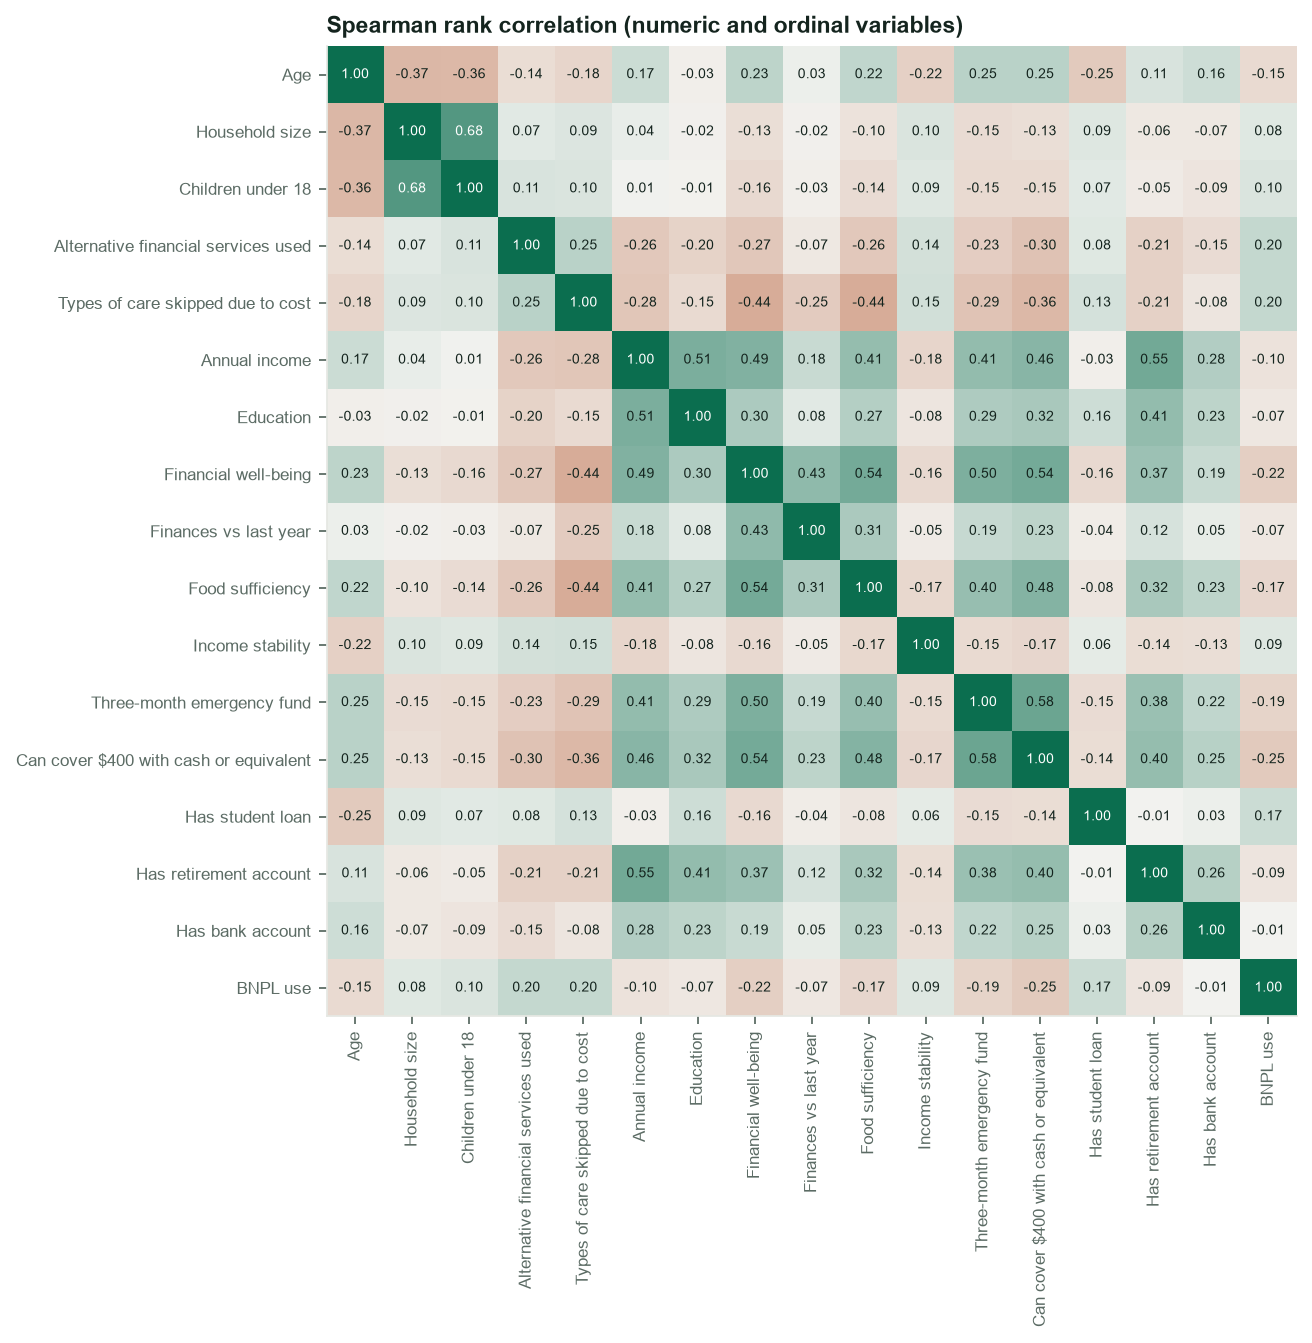 Spearman rank correlation (numeric and ordinal variables)
Age 1.00 -0.37 -0.36 -0.14 -0.18 0.17 -0.03 0.23 0.03 0.22 -0.22 0.25 0.25 -0.25 0.11 0.16 -0.15
Household size -0.37 1.00 0.68 0.07 0.09 0.04 -0.02 -0.13 -0.02 -0.10 0.10 -0.15 -0.13 0.09 -0.06 -0.07 0.08
Children under 18 -0.36 0.68 1.00 0.11 0.10 0.01 -0.01 -0.16 -0.03 -0.14 0.09 -0.15 -0.15 0.07 -0.05 -0.09 0.10
Alternative financial services used -0.14 0.07 0.11 1.00 0.25 -0.26 -0.20 -0.27 -0.07 -0.26 0.14 -0.23 -0.30 0.08 -0.21 -0.15 0.20
Types of care skipped due to cost -0.18 0.09 0.10 0.25 1.00 -0.28 -0.15 -0.44 -0.25 -0.44 0.15 -0.29 -0.36 0.13 -0.21 -0.08 0.20
Annual income 0.17 0.04 0.01 -0.26 -0.28 1.00 0.51 0.49 0.18 0.41 -0.18 0.41 0.46 -0.03 0.55 0.28 -0.10
Education -0.03 -0.02 -0.01 -0.20 -0.15 0.51 1.00 0.30 0.08 0.27 -0.08 0.29 0.32 0.16 0.41 0.23 -0.07
Financial well-being 0.23 -0.13 -0.16 -0.27 -0.44 0.49 0.30 1.00 0.43 0.54 -0.16 0.50 0.54 -0.16 0.37 0.19 -0.22
Finances vs last year 0.03 -0.02 -0.03 -0.07 -0.25 0.18 0.08 0.43 1.00 0.31 -0.05 0.19 0.23 -0.04 0.12 0.05 -0.07
Food sufficiency 0.22 -0.10 -0.14 -0.26 -0.44 0.41 0.27 0.54 0.31 1.00 -0.17 0.40 0.48 -0.08 0.32 0.23 -0.17
Income stability -0.22 0.10 0.09 0.14 0.15 -0.18 -0.08 -0.16 -0.05 -0.17 1.00 -0.15 -0.17 0.06 -0.14 -0.13 0.09
Three-month emergency fund 0.25 -0.15 -0.15 -0.23 -0.29 0.41 0.29 0.50 0.19 0.40 -0.15 1.00 0.58 -0.15 0.38 0.22 -0.19
Can cover $400 with cash or equivalent 0.25 -0.13 -0.15 -0.30 -0.36 0.46 0.32 0.54 0.23 0.48 -0.17 0.58 1.00 -0.14 0.40 0.25 -0.25
Has student loan -0.25 0.09 0.07 0.08 0.13 -0.03 0.16 -0.16 -0.04 -0.08 0.06 -0.15 -0.14 1.00 -0.01 0.03 0.17
Has retirement account 0.11 -0.06 -0.05 -0.21 -0.21 0.55 0.41 0.37 0.12 0.32 -0.14 0.38 0.40 -0.01 1.00 0.26 -0.09
Has bank account 0.16 -0.07 -0.09 -0.15 -0.08 0.28 0.23 0.19 0.05 0.23 -0.13 0.22 0.25 0.03 0.26 1.00 -0.01
BNPL use -0.15 0.08 0.10 0.20 0.20 -0.10 -0.07 -0.22 -0.07 -0.17 0.09 -0.19 -0.25 0.17 -0.09 -0.01 1.00
Age
Household size
Children under 18
Alternative financial services used
Types of care skipped due to cost
Annual income
Education
Financial well-being
Finances vs last year
Food sufficiency
Income stability
Three-month emergency fund
Can cover $400 with cash or equivalent
Has student loan
Has retirement account
Has bank account
BNPL use